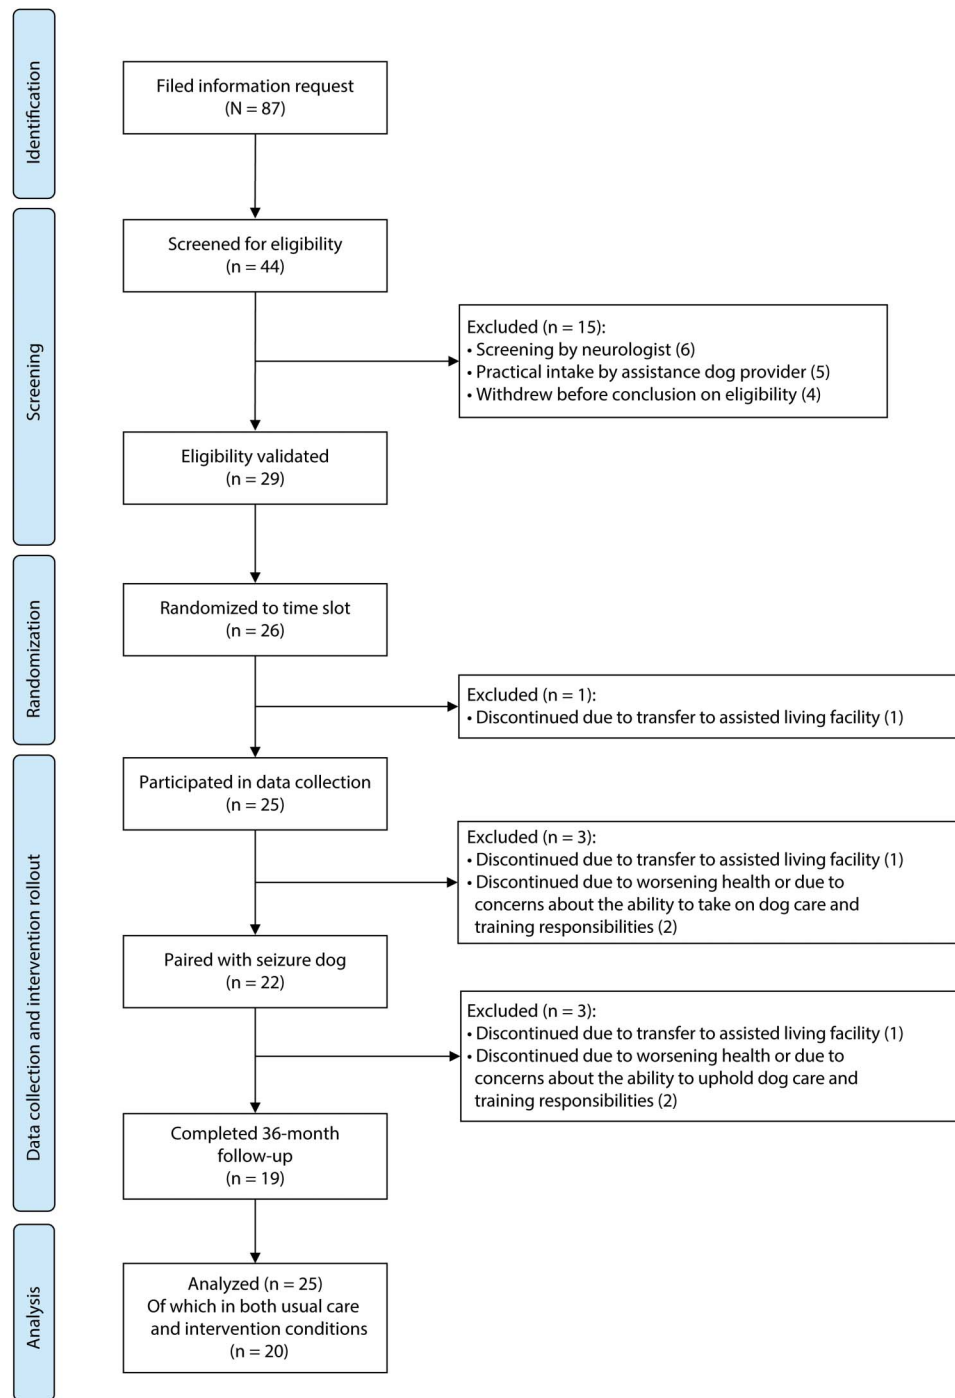 Identification
Filed information request
(N = 87)
Screening
Screened for eligibility
(n = 44)
Excluded (n = 15):
• Screening by neurologist (6)
• Practical intake by assistance dog provider (5)
• Withdrew before conclusion on eligibility (4)
Eligibility validated
(n = 29)
Randomization
Randomized to time slot
(n = 26)
Excluded (n = 1):
• Discontinued due to transfer to assisted living facility (1)
Data collection and intervention rollout
Participated in data collection
(n = 25)
Excluded (n = 3):
• Discontinued due to transfer to assisted living facility (1)
• Discontinued due to worsening health or due to
concerns about the ability to take on dog care and
training responsibilities (2)
Paired with seizure dog
(n = 22)
Excluded (n = 3):
• Discontinued due to transfer to assisted living facility (1)
• Discontinued due to worsening health or due to
concerns about the ability to uphold dog care and
training responsibilities (2)
Completed 36-month
follow-up
(n = 19)
Analysis
Analyzed (n = 25)
Of which in both usual care
and intervention conditions
(n = 20)